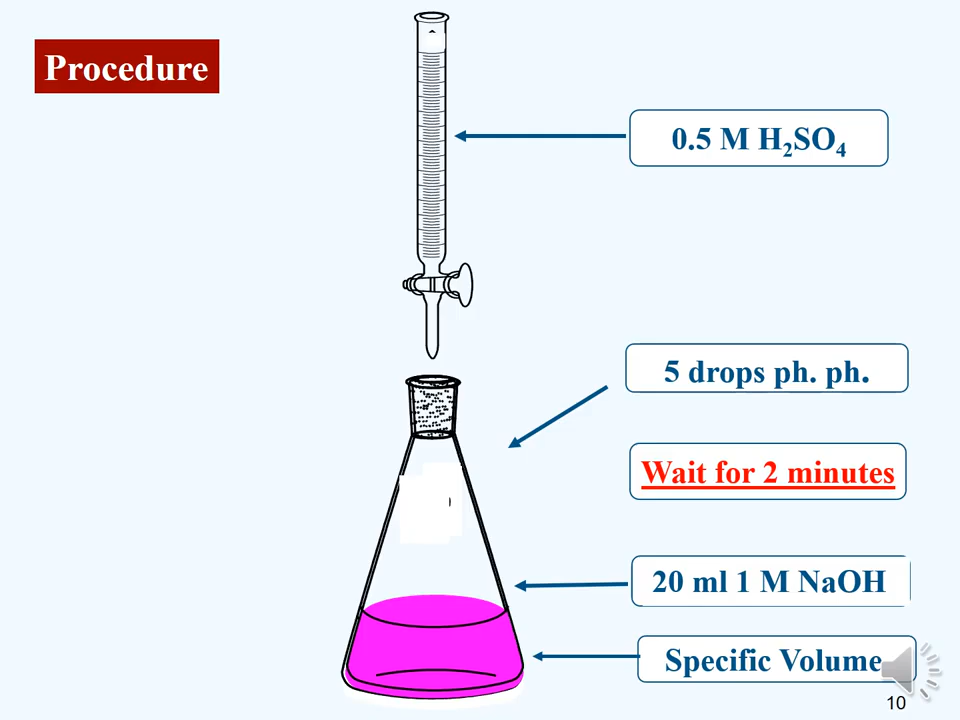 Procedure
0.5 M H₂SO₄
5 drops ph. ph.
Wait for 2 minutes
20 ml 1 M NaOH
Specific Volume
10